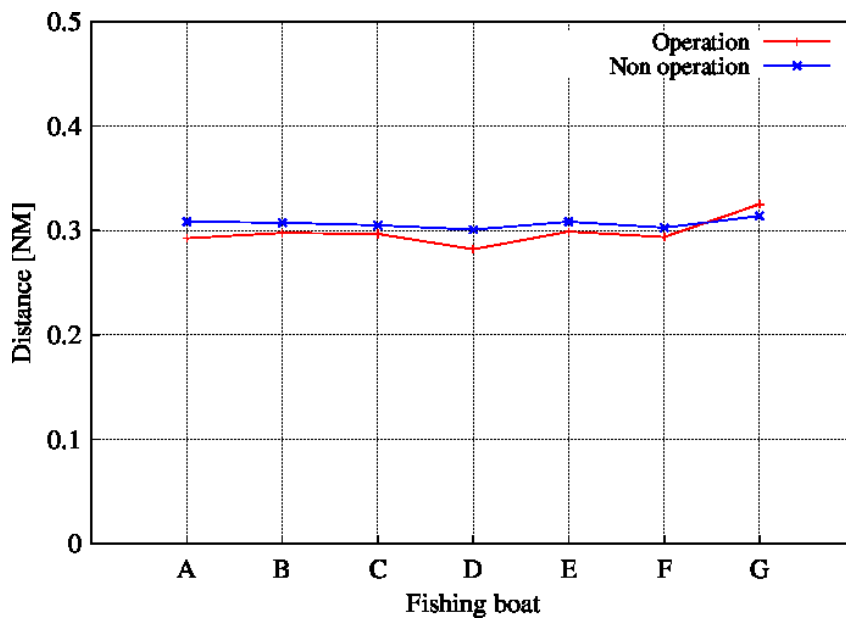 0.5
Operation
Non operation
0.4
0.3
0.2
0.1
0
Distance [NM]
A B C D E F G
Fishing boat